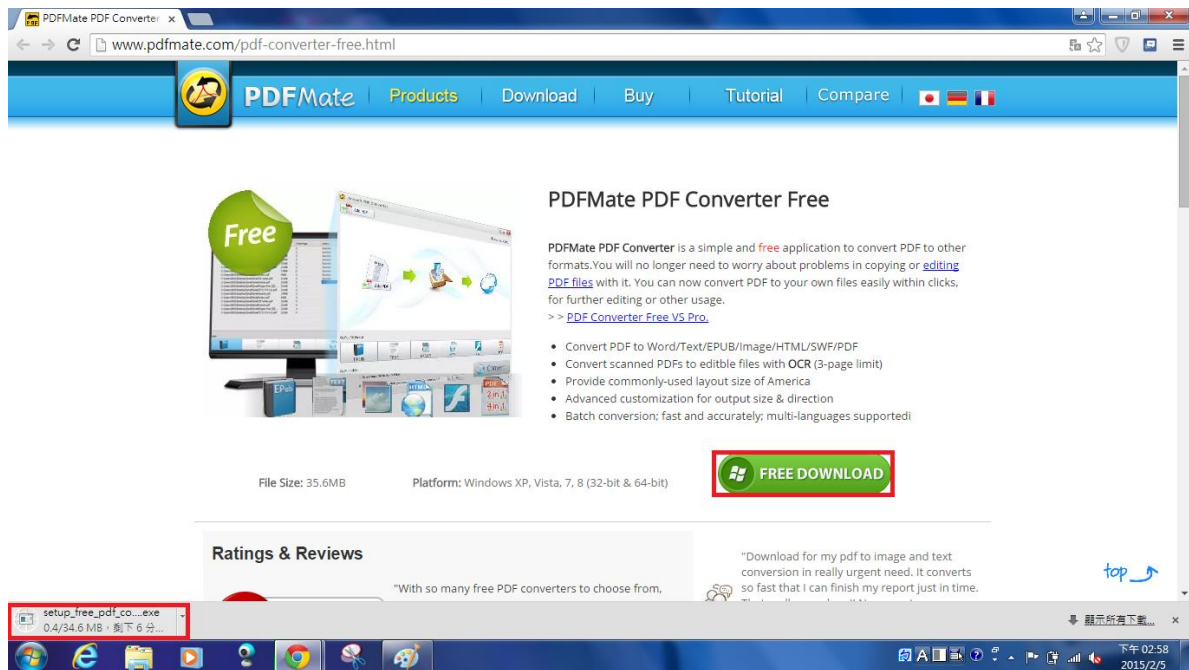 PDFMate PDF Converter
www.pdfmate.com/pdf-converter-free.html
PDFMate
Products
Download
Buy
Tutorial
Compare
Free
PDFMate PDF Converter Free
PDFMate PDF Converter is a simple and free application to convert PDF to other
formats.You will no longer need to worry about problems in copying or editing
PDF files with it. You can now convert PDF to your own files easily within clicks,
for further editing or other usage.
> > PDF Converter Free VS Pro.
Convert PDF to Word/Text/EPUB/Image/HTML/SWF/PDF
Convert scanned PDFs to editble files with OCR (3-page limit)
Provide commonly-used layout size of America
Advanced customization for output size & direction
Batch conversion; fast and accurately; multi-languages supportedi
File Size: 35.6MB
Platform: Windows XP, Vista, 7, 8 (32-bit & 64-bit)
FREE DOWNLOAD
Ratings & Reviews
"With so many free PDF converters to choose from,
"Download for my pdf to image and text
conversion in really urgent need. It converts
so fast that I can finish my report just in time.
top
setup_free_pdf_co....exe
0.4/34.6 MB，剩下 6 分...
顯示所有下載...
下午 02:58
2015/2/5